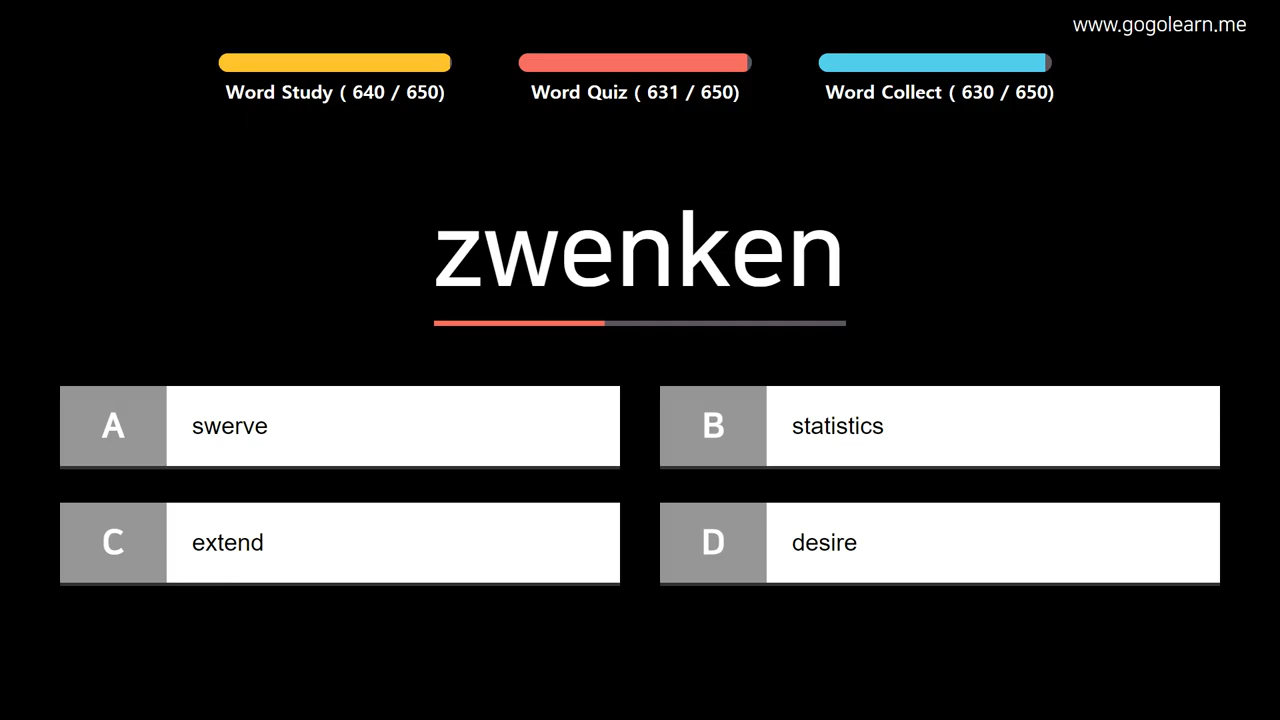 www.gogolearn.me
Word Study ( 640 / 650)
Word Quiz ( 631 / 650)
Word Collect ( 630 / 650)
zwenken
A swerve
B statistics
C extend
D desire